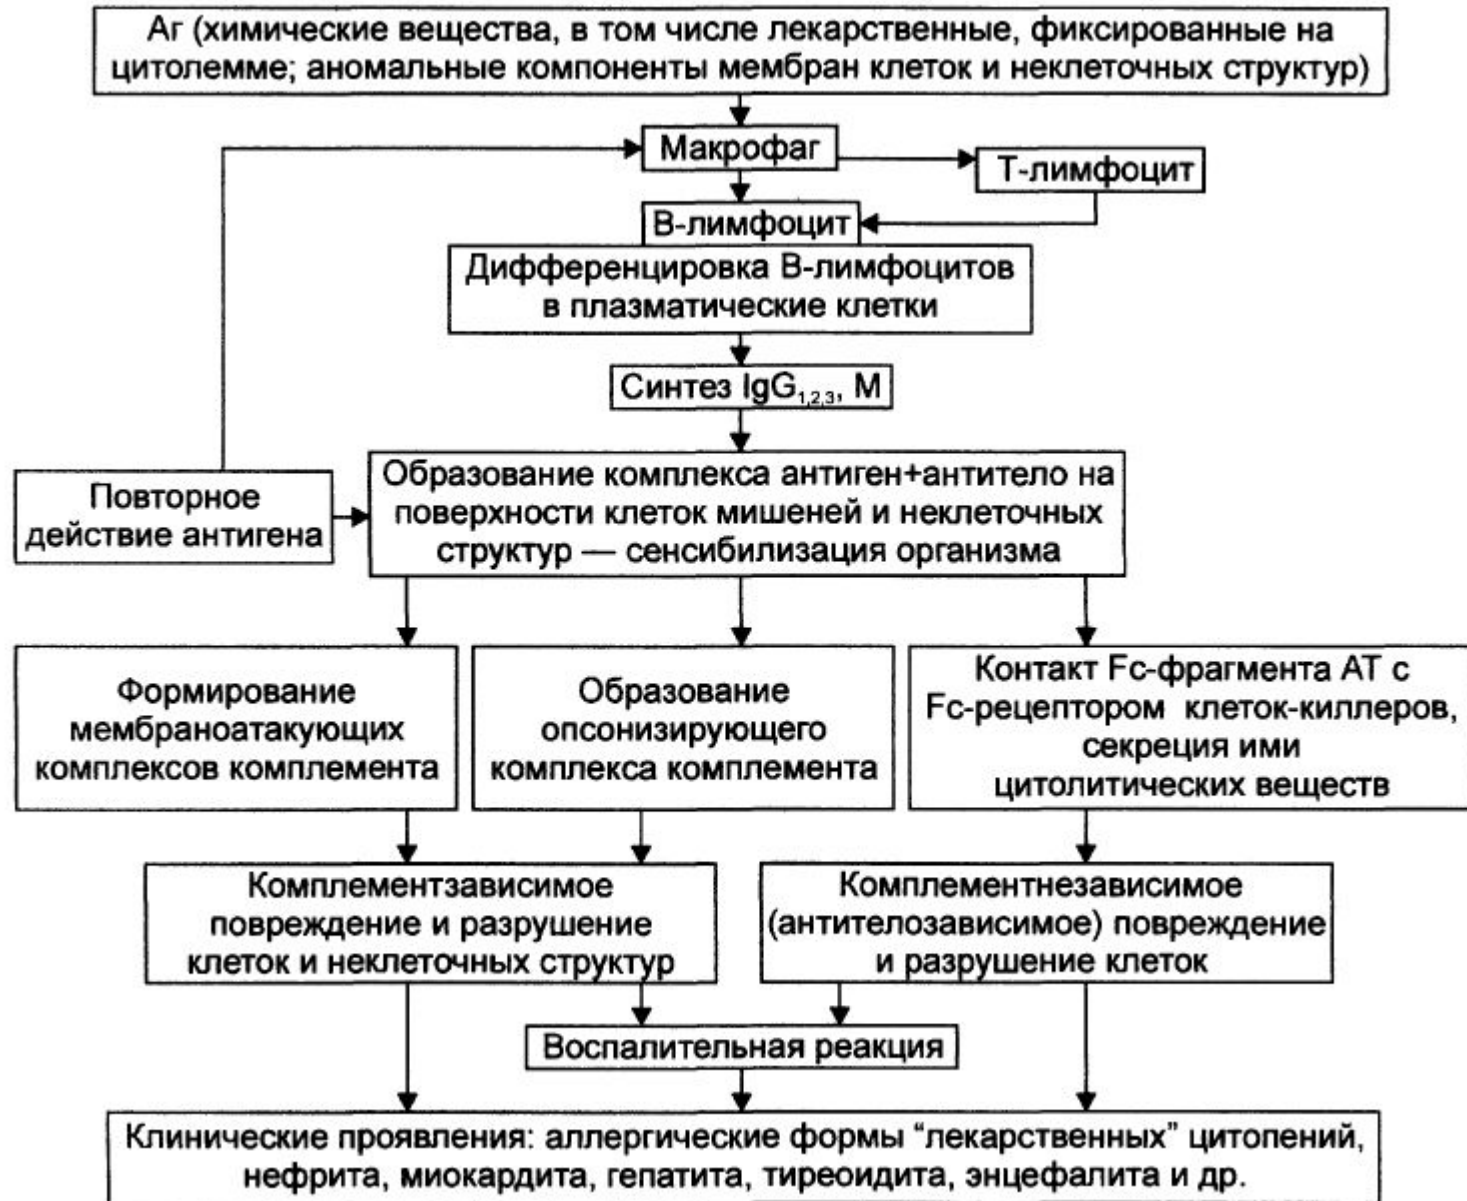 Аг (химические вещества, в том числе лекарственные, фиксированные на
цитолемме; аномальные компоненты мембран клеток и неклеточных структур)
Макрофаг
Т-лимфоцит
В-лимфоцит
Дифференцировка В-лимфоцитов
в плазматические клетки
Синтез IgG1,2,3, М
Повторное
действие антигена
Образование комплекса антиген+антитело на
поверхности клеток мишеней и неклеточных
структур — сенсибилизация организма
Формирование
мембраноатакующих
комплексов комплемента
Образование
опсонизирующего
комплекса комплемента
Контакт Fc-фрагмента АТ с
Fc-рецептором клеток-киллеров,
секреция ими
цитолитических веществ
Комплементзависимое
повреждение и разрушение
клеток и неклеточных структур
Комплементнезависимое
(антителозависимое) повреждение
и разрушение клеток
Воспалительная реакция
Клинические проявления: аллергические формы “лекарственных” цитопений,
нефрита, миокардита, гепатита, тиреоидита, энцефалита и др.